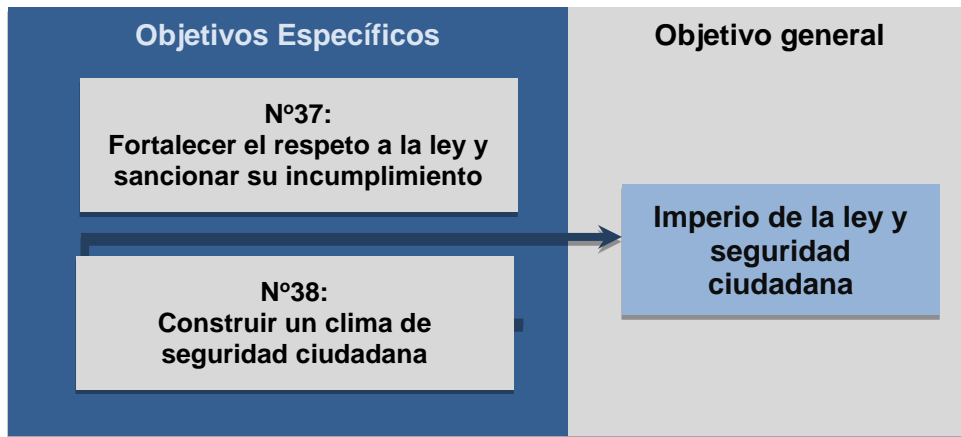 Objetivos Específicos
Objetivo general
Nº37:
Fortalecer el respeto a la ley y
sancionar su incumplimiento
Imperio de la ley y
seguridad
ciudadana
Nº38:
Construir un clima de
seguridad ciudadana